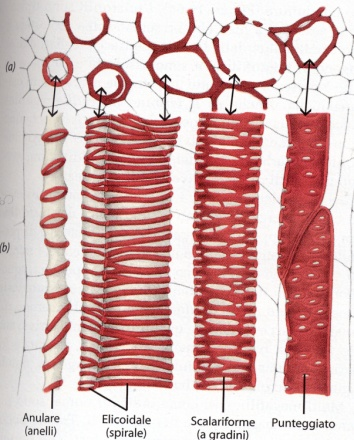 (a)
(b)
Anulare
(anelli)
Elicoidale
(spirale)
Scalariforme
(a gradini)
Punteggiato